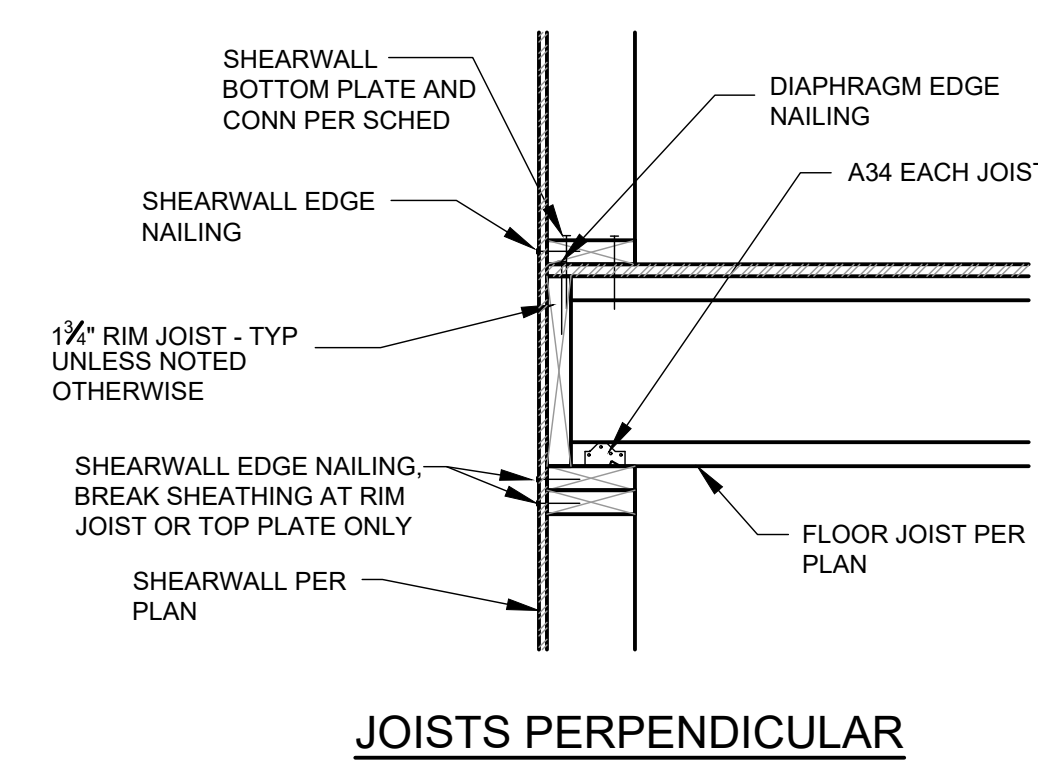 SHEARWALL
BOTTOM PLATE AND
CONN PER SCHED
DIAPHRAGM EDGE
NAILING
A34 EACH JOIST
SHEARWALL EDGE
NAILING
1¾" RIM JOIST - TYP
UNLESS NOTED
OTHERWISE
SHEARWALL EDGE NAILING,
BREAK SHEATHING AT RIM
JOIST OR TOP PLATE ONLY
FLOOR JOIST PER
PLAN
SHEARWALL PER
PLAN
JOISTS PERPENDICULAR